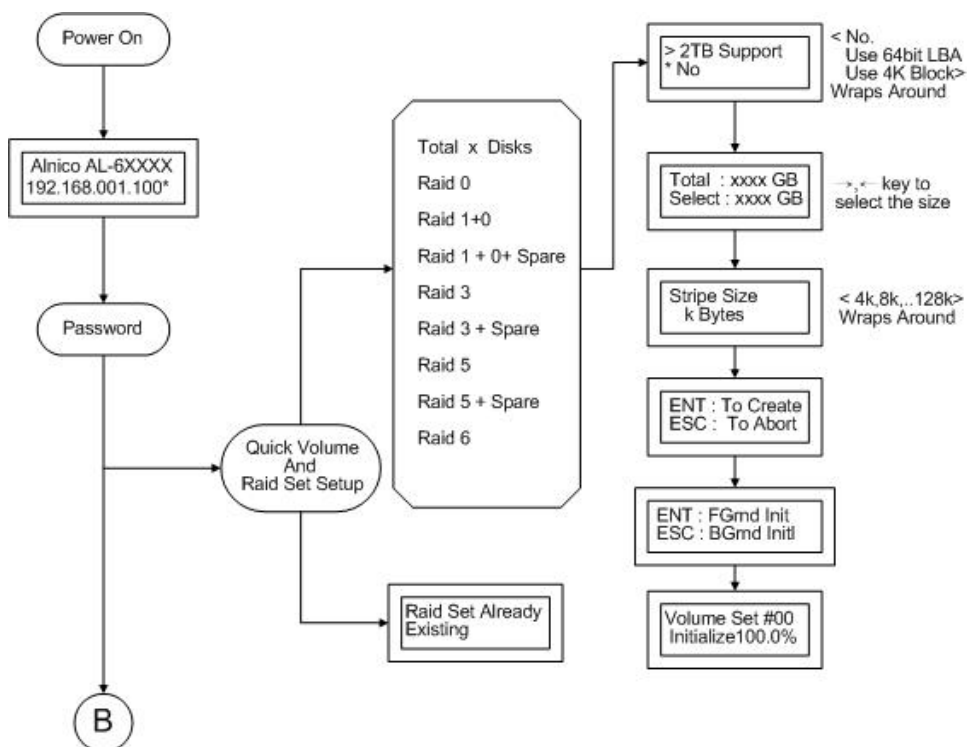 Power On
Alnico AL-6XXXX
192.168.001.100*
Password
Quick Volume
And
Raid Set Setup
B
Total x Disks
Raid 0
Raid 1+0
Raid 1 + 0+ Spare
Raid 3
Raid 3 + Spare
Raid 5
Raid 5 + Spare
Raid 6
Raid Set Already
Existing
> 2TB Support
* No
< No.
Use 64bit LBA
Use 4K Block>
Wraps Around
Total : xxxx GB
Select : xxxx GB
→,← key to
select the size
Stripe Size
k Bytes
< 4k,8k,..128k>
Wraps Around
ENT : To Create
ESC : To Abort
ENT : FGrnd Init
ESC : BGrnd Initl
Volume Set #00
Initialize100.0%